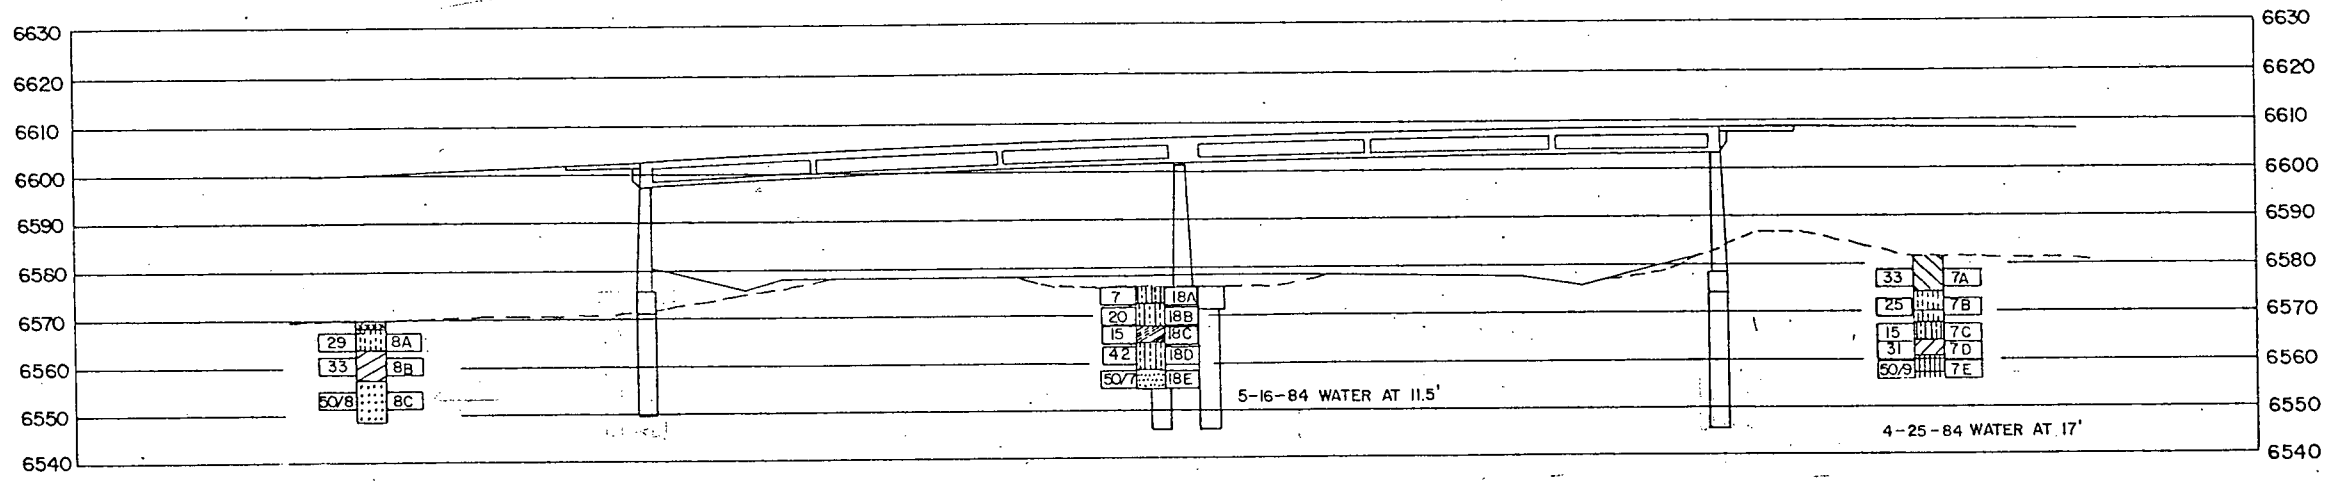 6630 6630
6620 6620
6610 6610
6600 6600
6590 6590
6580 6580
33 7A
7 18A
25 7B
6570 6570
20 18B
29 8A
15 18C
15 7C
42 18D
31 7D
6560 6560
33 8B
50/9 7E
50/7 18E
5-16-84 WATER AT 11.5'
50/8 8C
6550 6550
4-25-84 WATER AT 17'
6540 6540